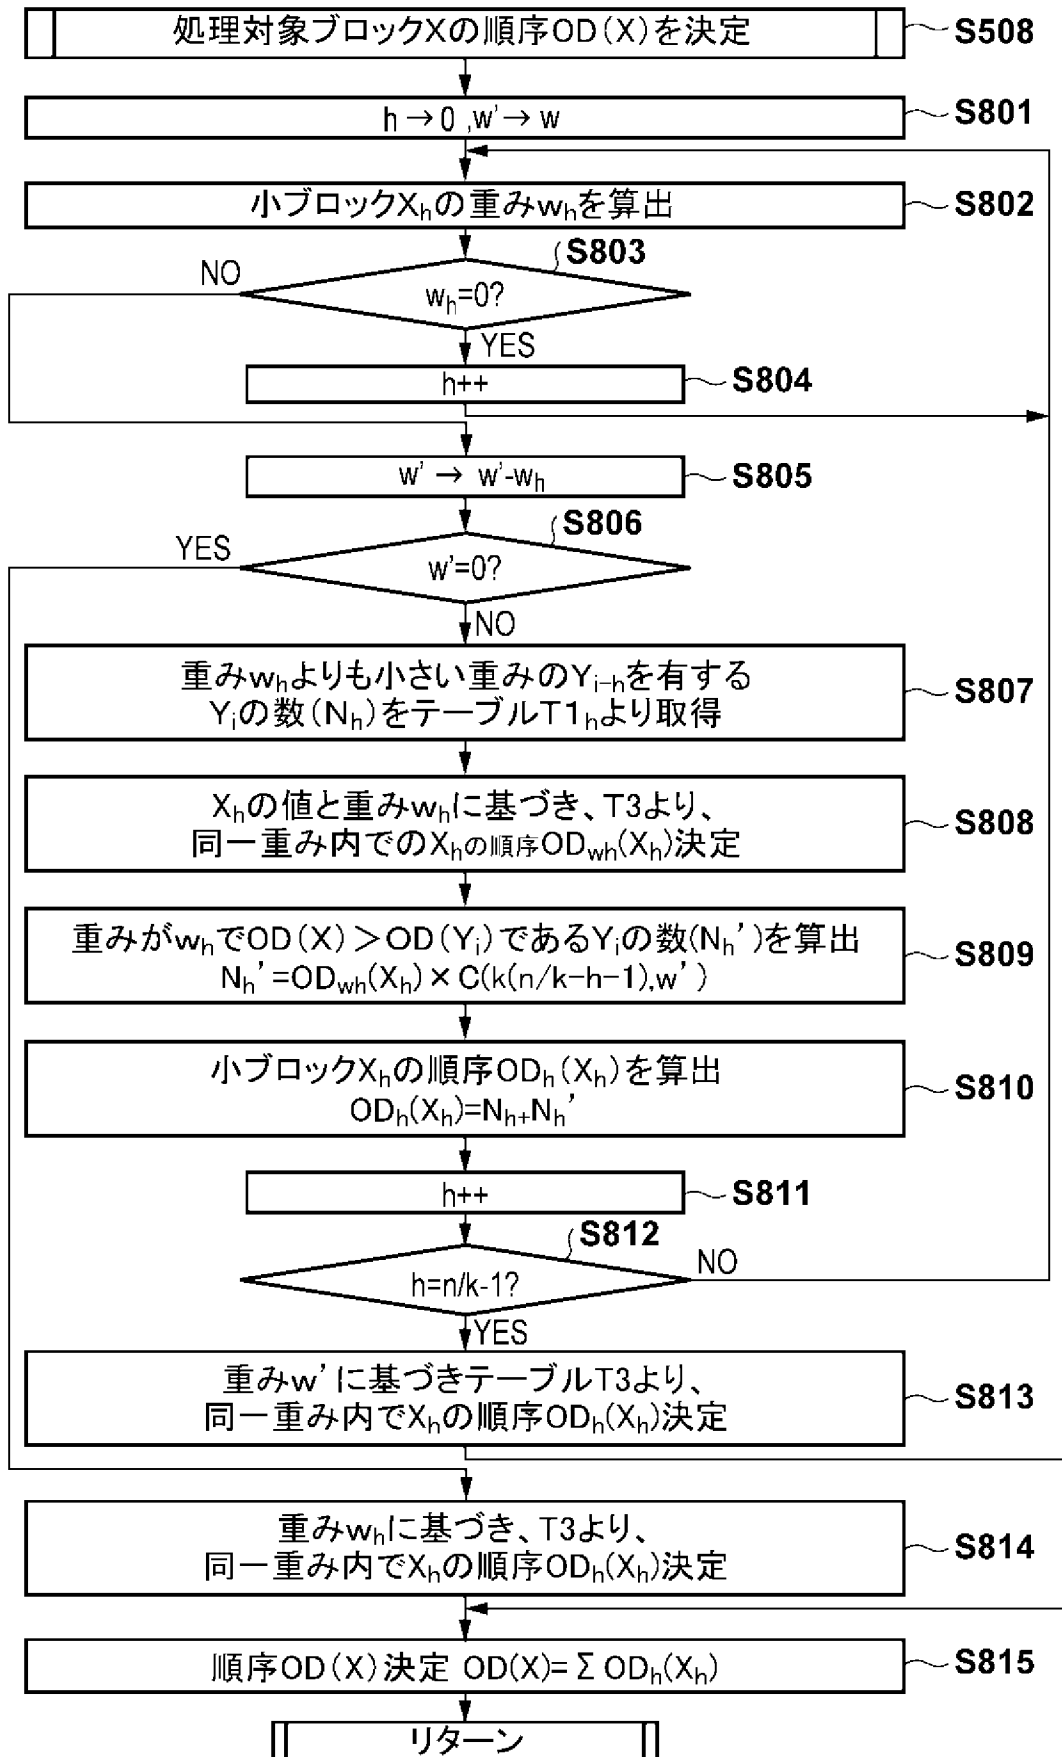 処理対象ブロックXの順序OD(X)を決定
S508
h→0 ,w'→w
S801
小ブロックXhの重みwhを算出
S802
S803
NO
wh=0?
YES
h++
S804
w' → w'-wh
S805
S806
YES
w'=0?
NO
重みwhよりも小さい重みのYi-hを有する
Yiの数(Nh)をテーブルT1hより取得
S807
Xhの値と重みwhに基づき、T3より、
同一重み内でのXhの順序ODwh(Xh)決定
S808
重みがwhでOD(X)>OD(Yi)であるYiの数(Nh')を算出
Nh'=ODwh(Xh)×C(k(n/k-h-1),w')
S809
小ブロックXhの順序ODh(Xh)を算出
ODh(Xh)=Nh+Nh'
S810
h++
S811
S812
h=n/k-1?
NO
YES
重みw'に基づきテーブルT3より、
同一重み内でXhの順序ODh(Xh)決定
S813
重みwhに基づき、T3より、
同一重み内でXhの順序ODh(Xh)決定
S814
順序OD(X)決定 OD(X)=Σ ODh(Xh)
S815
リターン